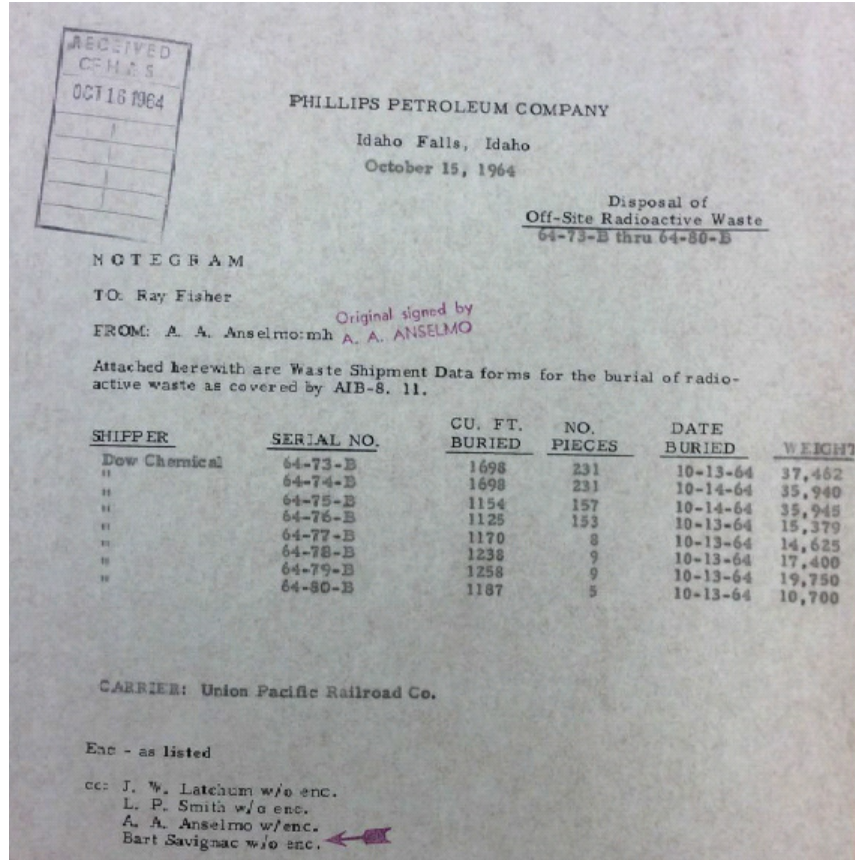 RECEIVED
CFHAS
OCT 16 1964
PHILLIPS PETROLEUM COMPANY
Idaho Falls, Idaho
October 15, 1964
Disposal of
Off-Site Radioactive Waste
64-73-B thru 64-80-B
NOTEGRAM
TO: Ray Fisher
FROM: A. A. Anselmo:mh Original signed by
A. A. ANSELMO
Attached herewith are Waste Shipment Data forms for the burial of radio-
active waste as covered by AIB-8. 11.
SHIPPER SERIAL NO. CU. FT. BURIED NO. PIECES DATE BURIED WEIGHT
Dow Chemical 64-73-B 1698 231 10-13-64 37,462
" 64-74-B 1698 231 10-14-64 35,940
" 64-75-B 1154 157 10-14-64 35,945
" 64-76-B 1125 153 10-13-64 15,379
" 64-77-B 1170 8 10-13-64 14,625
" 64-78-B 1238 9 10-13-64 17,400
" 64-79-B 1258 9 10-13-64 19,750
" 64-80-B 1187 5 10-13-64 10,700
CARRIER: Union Pacific Railroad Co.
Enc - as listed
cc: J. W. Latchum w/o enc.
L. P. Smith w/o enc.
A. A. Anselmo w/enc.
Bart Savignac w/o enc.